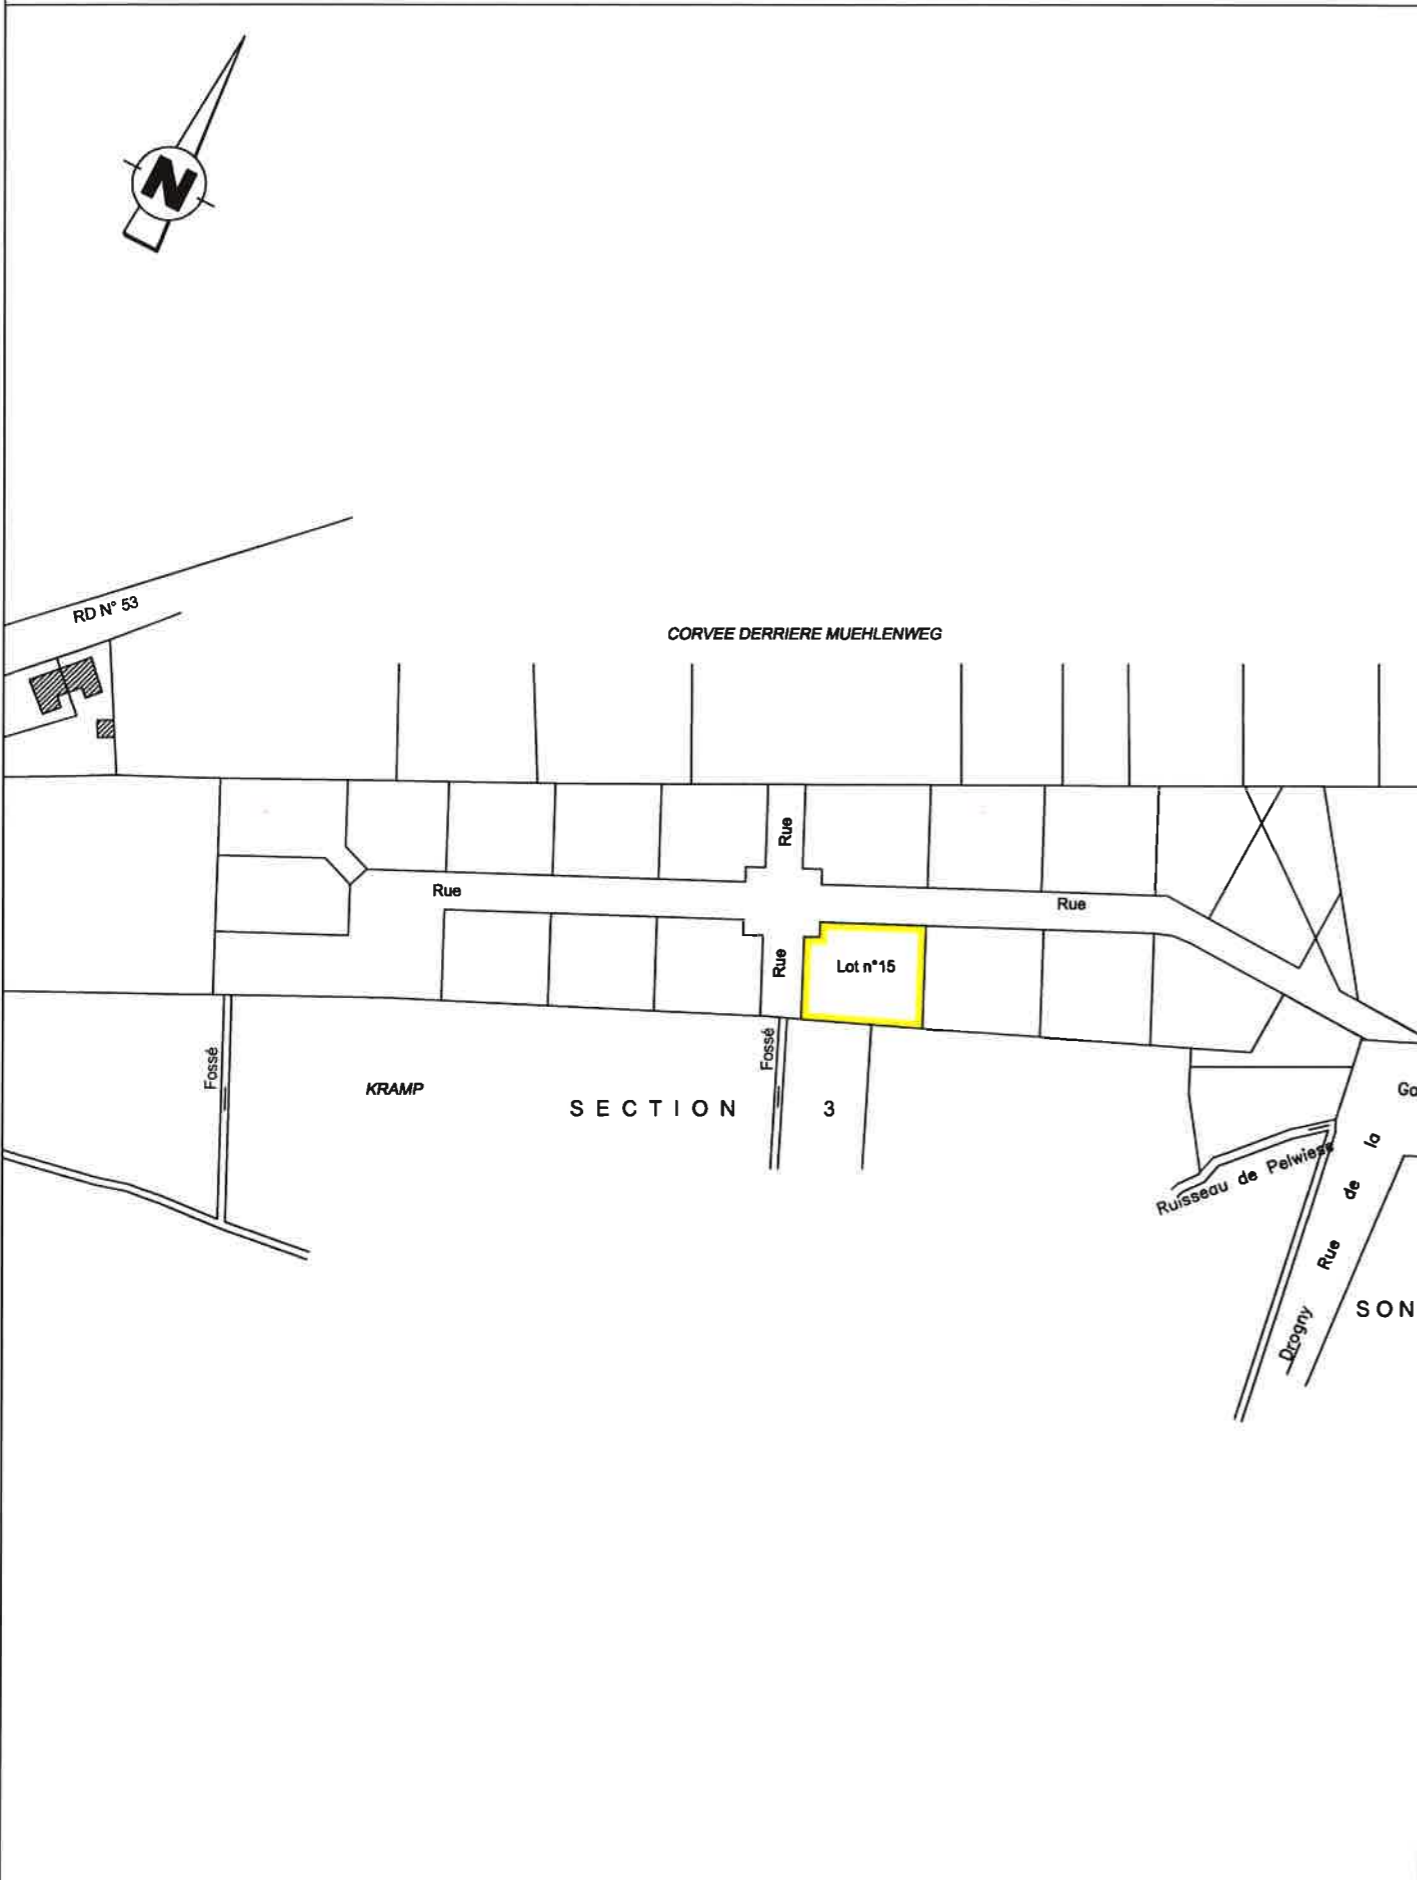 N
RD N° 53
CORVEE DERRIERE MUEHLENWEG
Rue
Rue
Rue
Rue
Lot n°15
Fossé
Fossé
KRAMP
SECTION 3
Go
Ruisseau de Pelwiese
Rue de la
Drogny
SON